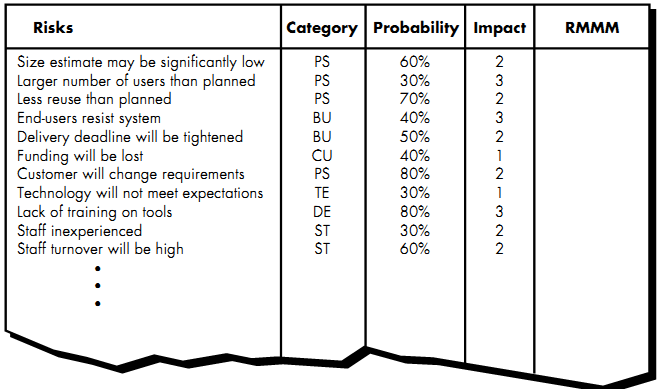 Risks Category Probability Impact RMMM
Size estimate may be significantly low PS 60% 2
Larger number of users than planned PS 30% 3
Less reuse than planned PS 70% 2
End-users resist system BU 40% 3
Delivery deadline will be tightened BU 50% 2
Funding will be lost CU 40% 1
Customer will change requirements PS 80% 2
Technology will not meet expectations TE 30% 1
Lack of training on tools DE 80% 3
Staff inexperienced ST 30% 2
Staff turnover will be high ST 60% 2
•
•
•